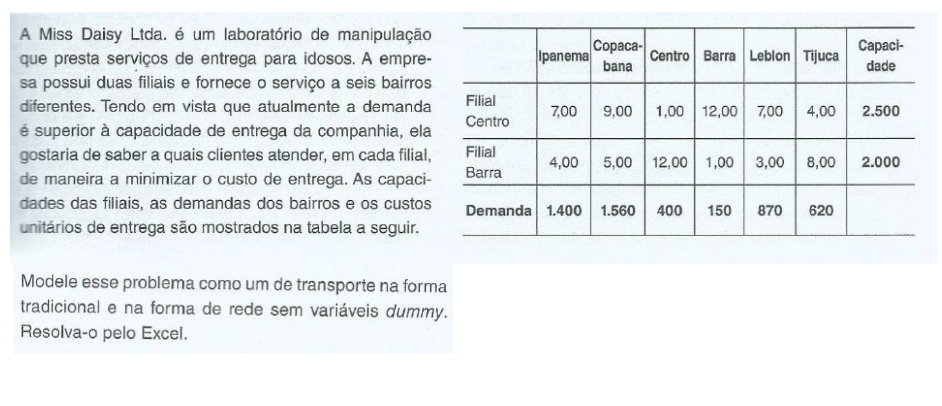 A Miss Daisy Ltda. é um laboratório de manipulação
que presta serviços de entrega para idosos. A empre-
sa possui duas filiais e fornece o serviço a seis bairros
diferentes. Tendo em vista que atualmente a demanda
é superior à capacidade de entrega da companhia, ela
gostaria de saber a quais clientes atender, em cada filial,
de maneira a minimizar o custo de entrega. As capaci-
dades das filiais, as demandas dos bairros e os custos
unitários de entrega são mostrados na tabela a seguir.
Ipanema Copaca-bana Centro Barra Leblon Tijuca Capaci-dade
Filial Centro 7,00 9,00 1,00 12,00 7,00 4,00 2.500
Filial Barra 4,00 5,00 12,00 1,00 3,00 8,00 2.000
Demanda 1.400 1.560 400 150 870 620
Modele esse problema como um de transporte na forma
tradicional e na forma de rede sem variáveis dummy.
Resolva-o pelo Excel.